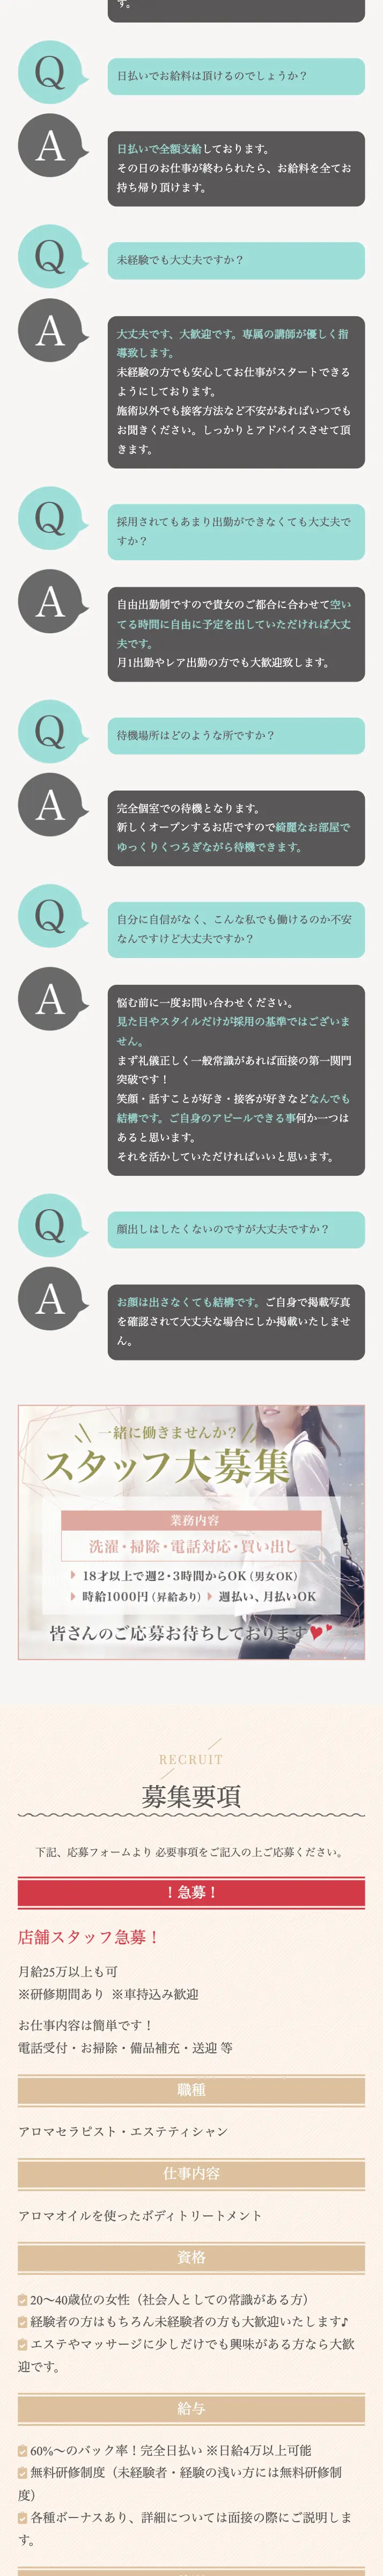 す。
Q
日払いでお給料は頂けるのでしょうか？
A
日払いで全額支給しております。
その日のお仕事が終わられたら、お給料を全てお
持ち帰り頂けます。
Q
未経験でも大丈夫ですか？
A
大丈夫です、大歓迎です。専属の講師が優しく指
導致します。
未経験の方でも安心してお仕事がスタートできる
ようにしております。
施術以外でも接客方法など不安があればいつでも
お聞きください。しっかりとアドバイスさせて頂
きます。
Q
採用されてもあまり出勤ができなくても大丈夫で
すか？
A
自由出勤制ですので貴女のご都合に合わせて空い
てる時間に自由に予定を出していただければ大丈
夫です。
月1出勤やレア出勤の方でも大歓迎致します。
Q
待機場所はどのような所ですか？
A
完全個室での待機となります。
新しくオープンするお店ですので綺麗なお部屋で
ゆっくりくつろぎながら待機できます。
Q
自分に自信がなく、こんな私でも働けるのか不安
なんですけど大丈夫ですか？
A
悩む前に一度お問い合わせください。
見た目やスタイルだけが採用の基準ではございま
せん。
まず礼儀正しく一般常識があれば面接の第一関門
突破です！
笑顔・話すことが好き・接客が好きなどなんでも
結構です。ご自身のアピールできる事何か一つは
あると思います。
それを活かしていただければいいと思います。
Q
顔出しはしたくないのですが大丈夫ですか？
A
お顔は出さなくても結構です。ご自身で掲載写真
を確認されて大丈夫な場合にしか掲載いたしませ
ん。
一緒に働きませんか？
スタッフ大募集
業務内容
洗濯・掃除・電話対応・買い出し
18才以上で週2・3時間からOK（男女OK）
時給1000円（昇給あり） 週払い、月払いOK
皆さんのご応募お待ちしております
RECRUIT
募集要項
下記、応募フォームより 必要事項をご記入の上ご応募ください。
！急募！
店舗スタッフ急募！
月給25万以上も可
※研修期間あり ※車持込み歓迎
お仕事内容は簡単です！
電話受付・お掃除・備品補充・送迎 等
職種
アロマセラピスト・エステティシャン
仕事内容
アロマオイルを使ったボディトリートメント
資格
20〜40歳位の女性（社会人としての常識がある方）
経験者の方はもちろん未経験者の方も大歓迎いたします♪
エステやマッサージに少しだけでも興味がある方なら大歓
迎です。
給与
60%〜のバック率！完全日払い ※日給4万以上可能
無料研修制度（未経験者・経験の浅い方には無料研修制
度）
各種ボーナスあり、詳細については面接の際にご説明しま
す。